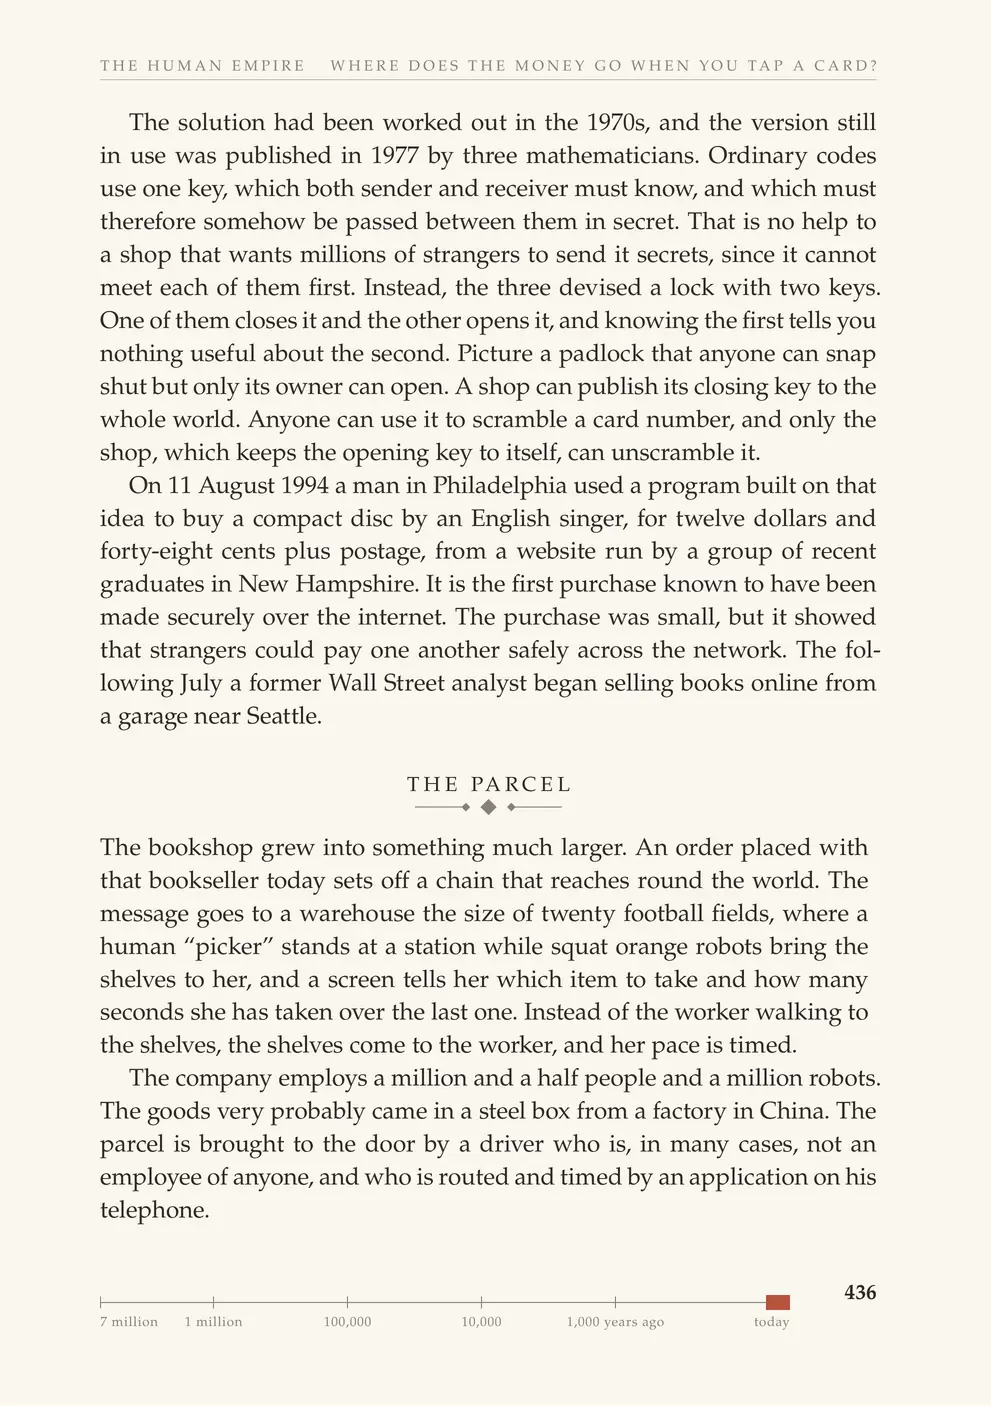 THE HUMAN EMPIRE WHERE DOES THE MONEY GO WHEN YOU TAP A CARD?
The solution had been worked out in the 1970s, and the version still
in use was published in 1977 by three mathematicians. Ordinary codes
use one key, which both sender and receiver must know, and which must
therefore somehow be passed between them in secret. That is no help to
a shop that wants millions of strangers to send it secrets, since it cannot
meet each of them first. Instead, the three devised a lock with two keys.
One of them closes it and the other opens it, and knowing the first tells you
nothing useful about the second. Picture a padlock that anyone can snap
shut but only its owner can open. A shop can publish its closing key to the
whole world. Anyone can use it to scramble a card number, and only the
shop, which keeps the opening key to itself, can unscramble it.
On 11 August 1994 a man in Philadelphia used a program built on that
idea to buy a compact disc by an English singer, for twelve dollars and
forty-eight cents plus postage, from a website run by a group of recent
graduates in New Hampshire. It is the first purchase known to have been
made securely over the internet. The purchase was small, but it showed
that strangers could pay one another safely across the network. The fol-
lowing July a former Wall Street analyst began selling books online from
a garage near Seattle.
THE PARCEL
The bookshop grew into something much larger. An order placed with
that bookseller today sets off a chain that reaches round the world. The
message goes to a warehouse the size of twenty football fields, where a
human “picker” stands at a station while squat orange robots bring the
shelves to her, and a screen tells her which item to take and how many
seconds she has taken over the last one. Instead of the worker walking to
the shelves, the shelves come to the worker, and her pace is timed.
The company employs a million and a half people and a million robots.
The goods very probably came in a steel box from a factory in China. The
parcel is brought to the door by a driver who is, in many cases, not an
employee of anyone, and who is routed and timed by an application on his
telephone.
436
7 million 1 million 100,000 10,000 1,000 years ago today